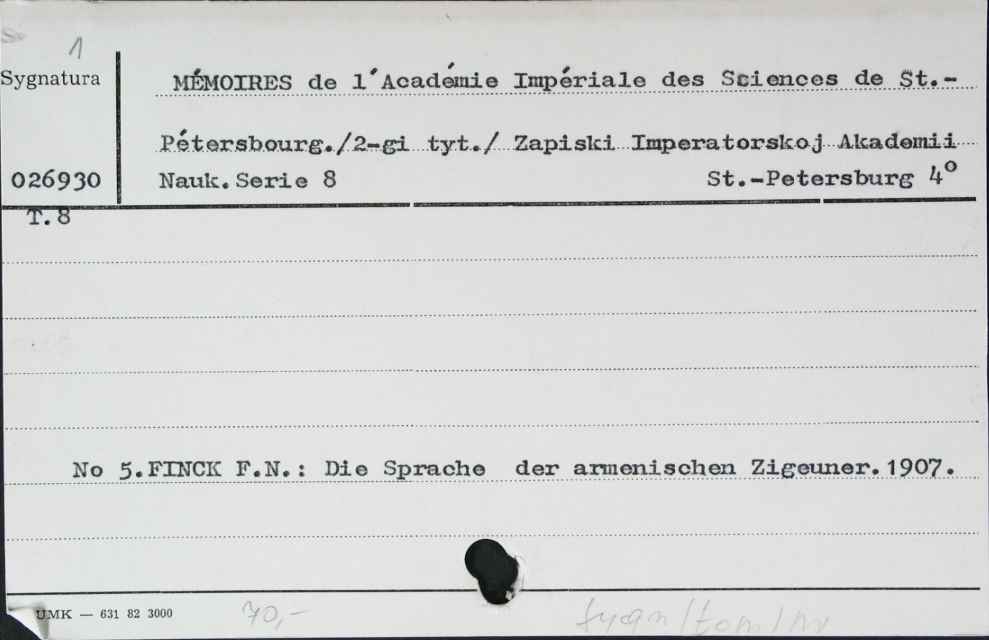 1
Sygnatura
MÉMOIRES de l'Académie Impériale des Sciences de St.-
Pétersbourg./2-gi tyt./ Zapiski Imperatorskoj Akademii
026930 Nauk.Serie 8 St.-Petersburg 4º
T.8
No 5.FINCK F.N.: Die Sprache der armenischen Zigeuner.1907.
UMK — 631 82 3000 70,-